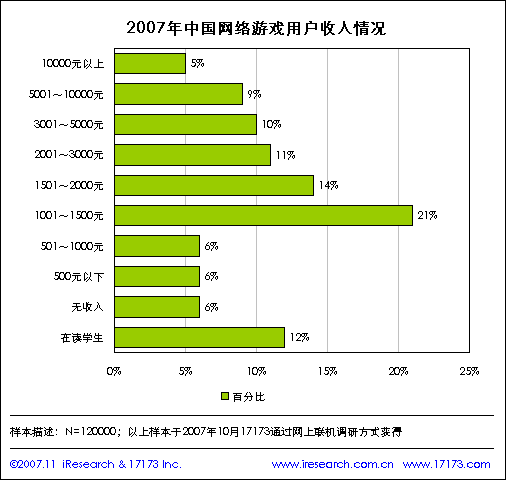 2007年中国网络游戏用户收入情况
10000元以上
5%
5001～10000元
9%
3001～5000元
10%
2001～3000元
11%
1501～2000元
14%
1001～1500元
21%
501～1000元
6%
500元以下
6%
无收入
6%
在读学生
12%
0% 5% 10% 15% 20% 25%
百分比
样本描述：N=120000；以上样本于2007年10月17173通过网上联机调研方式获得
©2007.11 iResearch & 17173 Inc. www.iresearch.com.cn www.17173.com